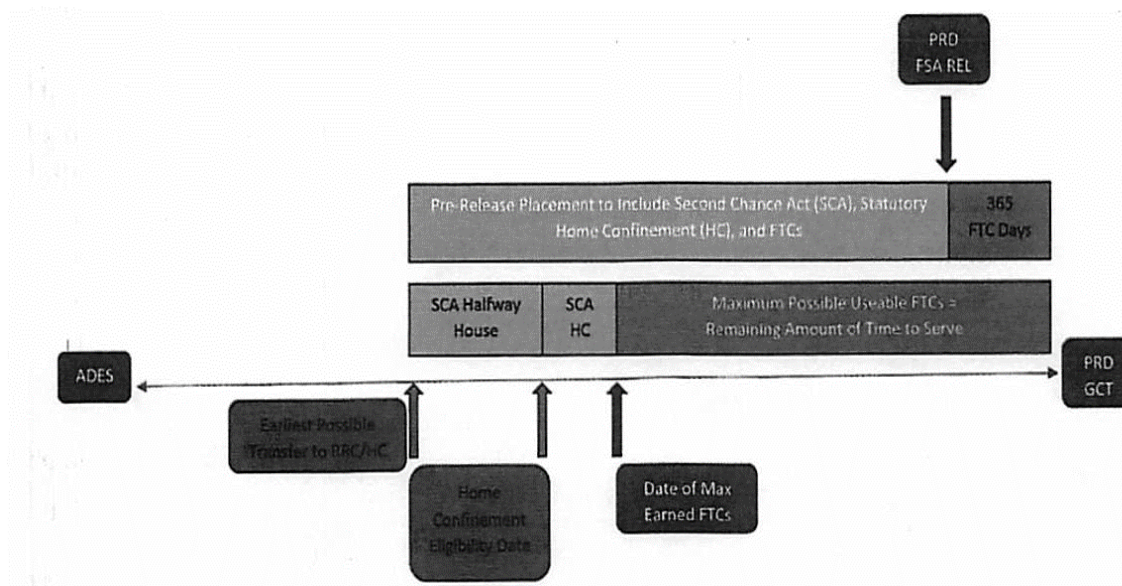 PRD
FSA REL
Pre-Release Placement to Include Second Chance Act (SCA), Statutory
Home Confinement (HC), and FTCs
365
FTC Days
SCA Halfway
House
SCA
HC
Maximum Possible Useable FTCs =
Remaining Amount of Time to Serve
ADES
PRD
GCT
Earliest Possible
Transfer to RRC/HC
Home
Confinement
Eligibility Date
Date of Max
Earned FTCs